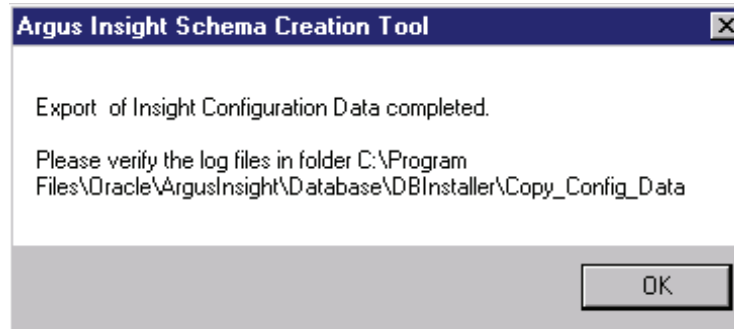 Argus Insight Schema Creation Tool
Export  of Insight Configuration Data completed.
Please verify the log files in folder C:\Program
Files\Oracle\ArgusInsight\Database\DBInstaller\Copy_Config_Data
OK